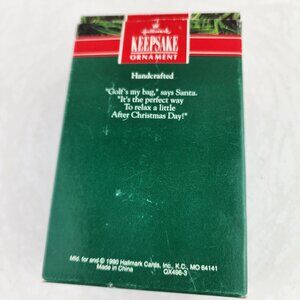 Hallmark
KEEPSAKE
ORNAMENT
Handcrafted
"Golf's my bag," says Santa.
"It's the perfect way
To relax a little
After Christmas Day!"
Mfd. for and © 1990 Hallmark Cards, Inc., K.C., MO 64141
Made in China QX496-3